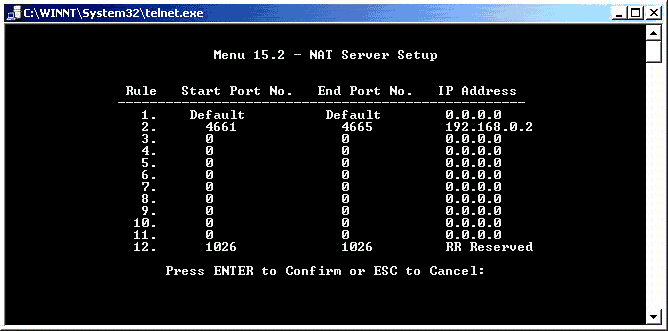 C:\WINNT\System32\telnet.exe
Menu 15.2 - NAT Server Setup
Rule Start Port No. End Port No. IP Address
1. Default Default 0.0.0.0
2. 4661 4665 192.168.0.2
3. 0 0 0.0.0.0
4. 0 0 0.0.0.0
5. 0 0 0.0.0.0
6. 0 0 0.0.0.0
7. 0 0 0.0.0.0
8. 0 0 0.0.0.0
9. 0 0 0.0.0.0
10. 0 0 0.0.0.0
11. 0 0 0.0.0.0
12. 1026 1026 RR Reserved
Press ENTER to Confirm or ESC to Cancel: